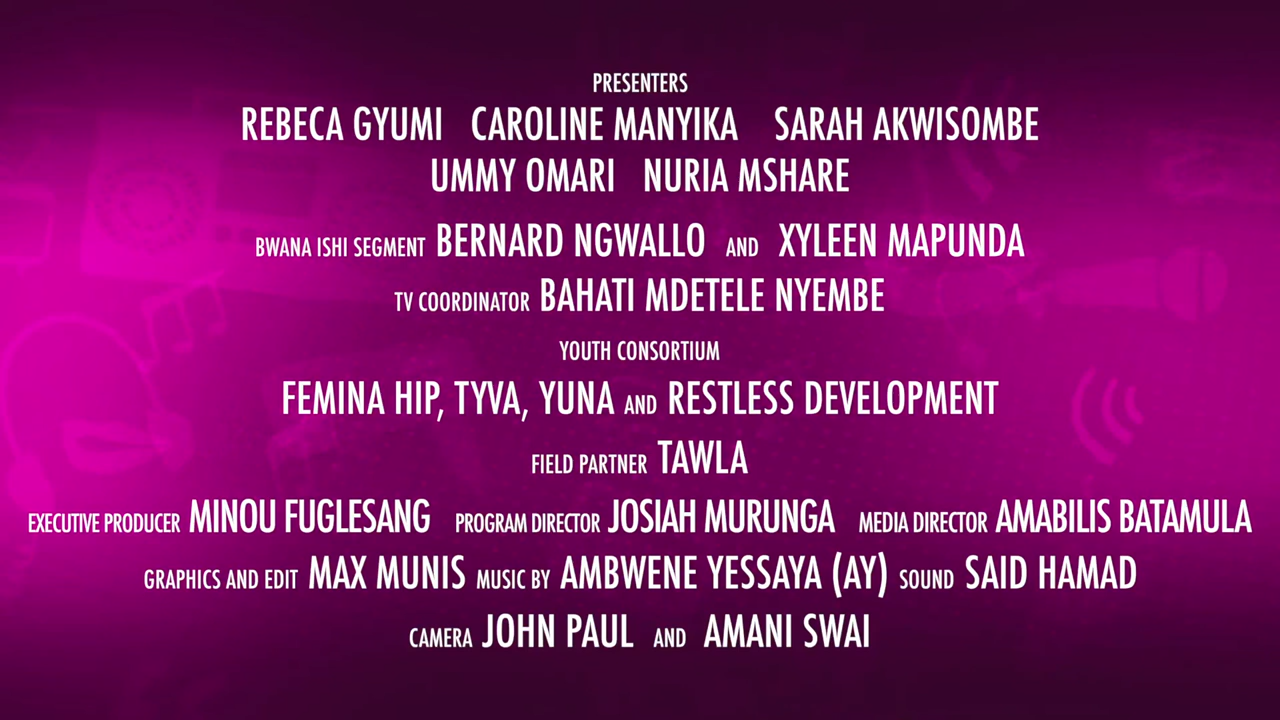 PRESENTERS
REBECA GYUMI CAROLINE MANYIKA SARAH AKWISOMBE
UMMY OMARI NURIA MSHARE
BWANA ISHI SEGMENT BERNARD NGWALLO AND XYLEEN MAPUNDA
TV COORDINATOR BAHATI MDETELE NYEMBE
YOUTH CONSORTIUM
FEMINA HIP, TYVA, YUNA AND RESTLESS DEVELOPMENT
FIELD PARTNER TAWLA
EXECUTIVE PRODUCER MINOU FUGLESANG PROGRAM DIRECTOR JOSIAH MURUNGA MEDIA DIRECTOR AMABILIS BATAMULA
GRAPHICS AND EDIT MAX MUNIS MUSIC BY AMBWENE YESSAYA (AY) SOUND SAID HAMAD
CAMERA JOHN PAUL AND AMANI SWAI